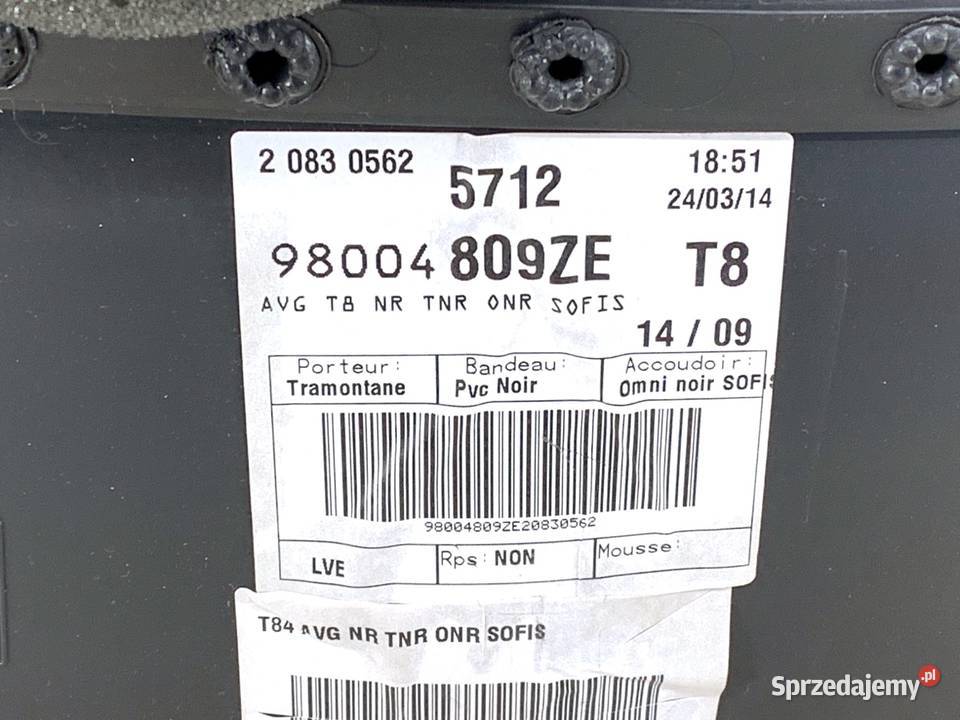 2 083 0562 5712 18:51
24/03/14
98004 809ZE T8
AVG T8 NR TNR ONR SOFIS
14 / 09
Porteur: Bandeau: Accoudoir:
Tramontane Pvc Noir Omni noir SOFIS
98004809ZE20830562
LVE Rps: NON Mousse:
T84 AVG NR TNR ONR SOFIS
Sprzedajemy.pl